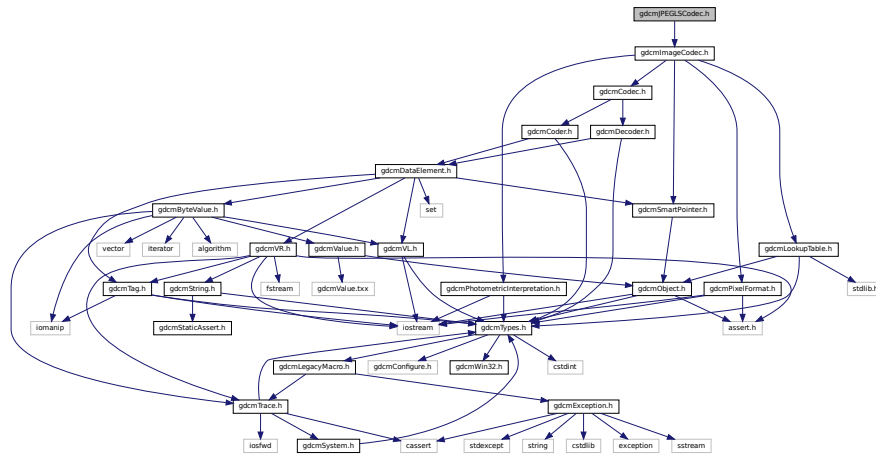 gdcmJPEGLSCodec.h
gdcmImageCodec.h
gdcmCodec.h
gdcmCoder.h
gdcmDecoder.h
gdcmDataElement.h
gdcmByteValue.h
set
gdcmSmartPointer.h
vector
iterator
algorithm
gdcmVR.h
gdcmValue.h
gdcmVL.h
gdcmLookupTable.h
gdcmTag.h
gdcmString.h
fstream
gdcmValue.txx
gdcmPhotometricInterpretation.h
gdcmObject.h
gdcmPixelFormat.h
stdlib.h
iomanip
gdcmStaticAssert.h
iostream
gdcmTypes.h
assert.h
gdcmLegacyMacro.h
gdcmConfigure.h
gdcmWin32.h
cstdint
gdcmTrace.h
gdcmException.h
iosfwd
gdcmSystem.h
cassert
stdexcept
string
cstdlib
exception
sstream